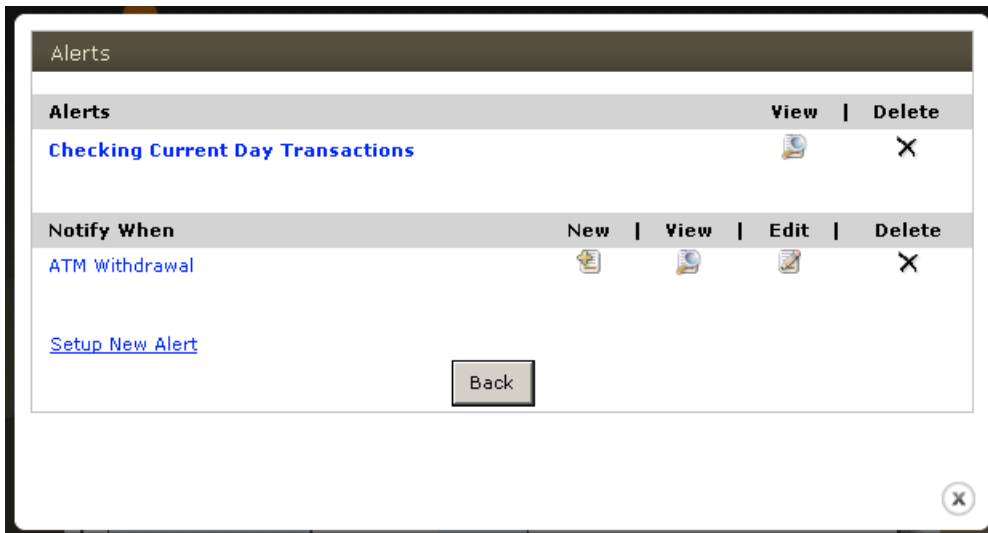 Alerts
Alerts View | Delete
Checking Current Day Transactions
Notify When New | View | Edit | Delete
ATM Withdrawal
Setup New Alert
Back